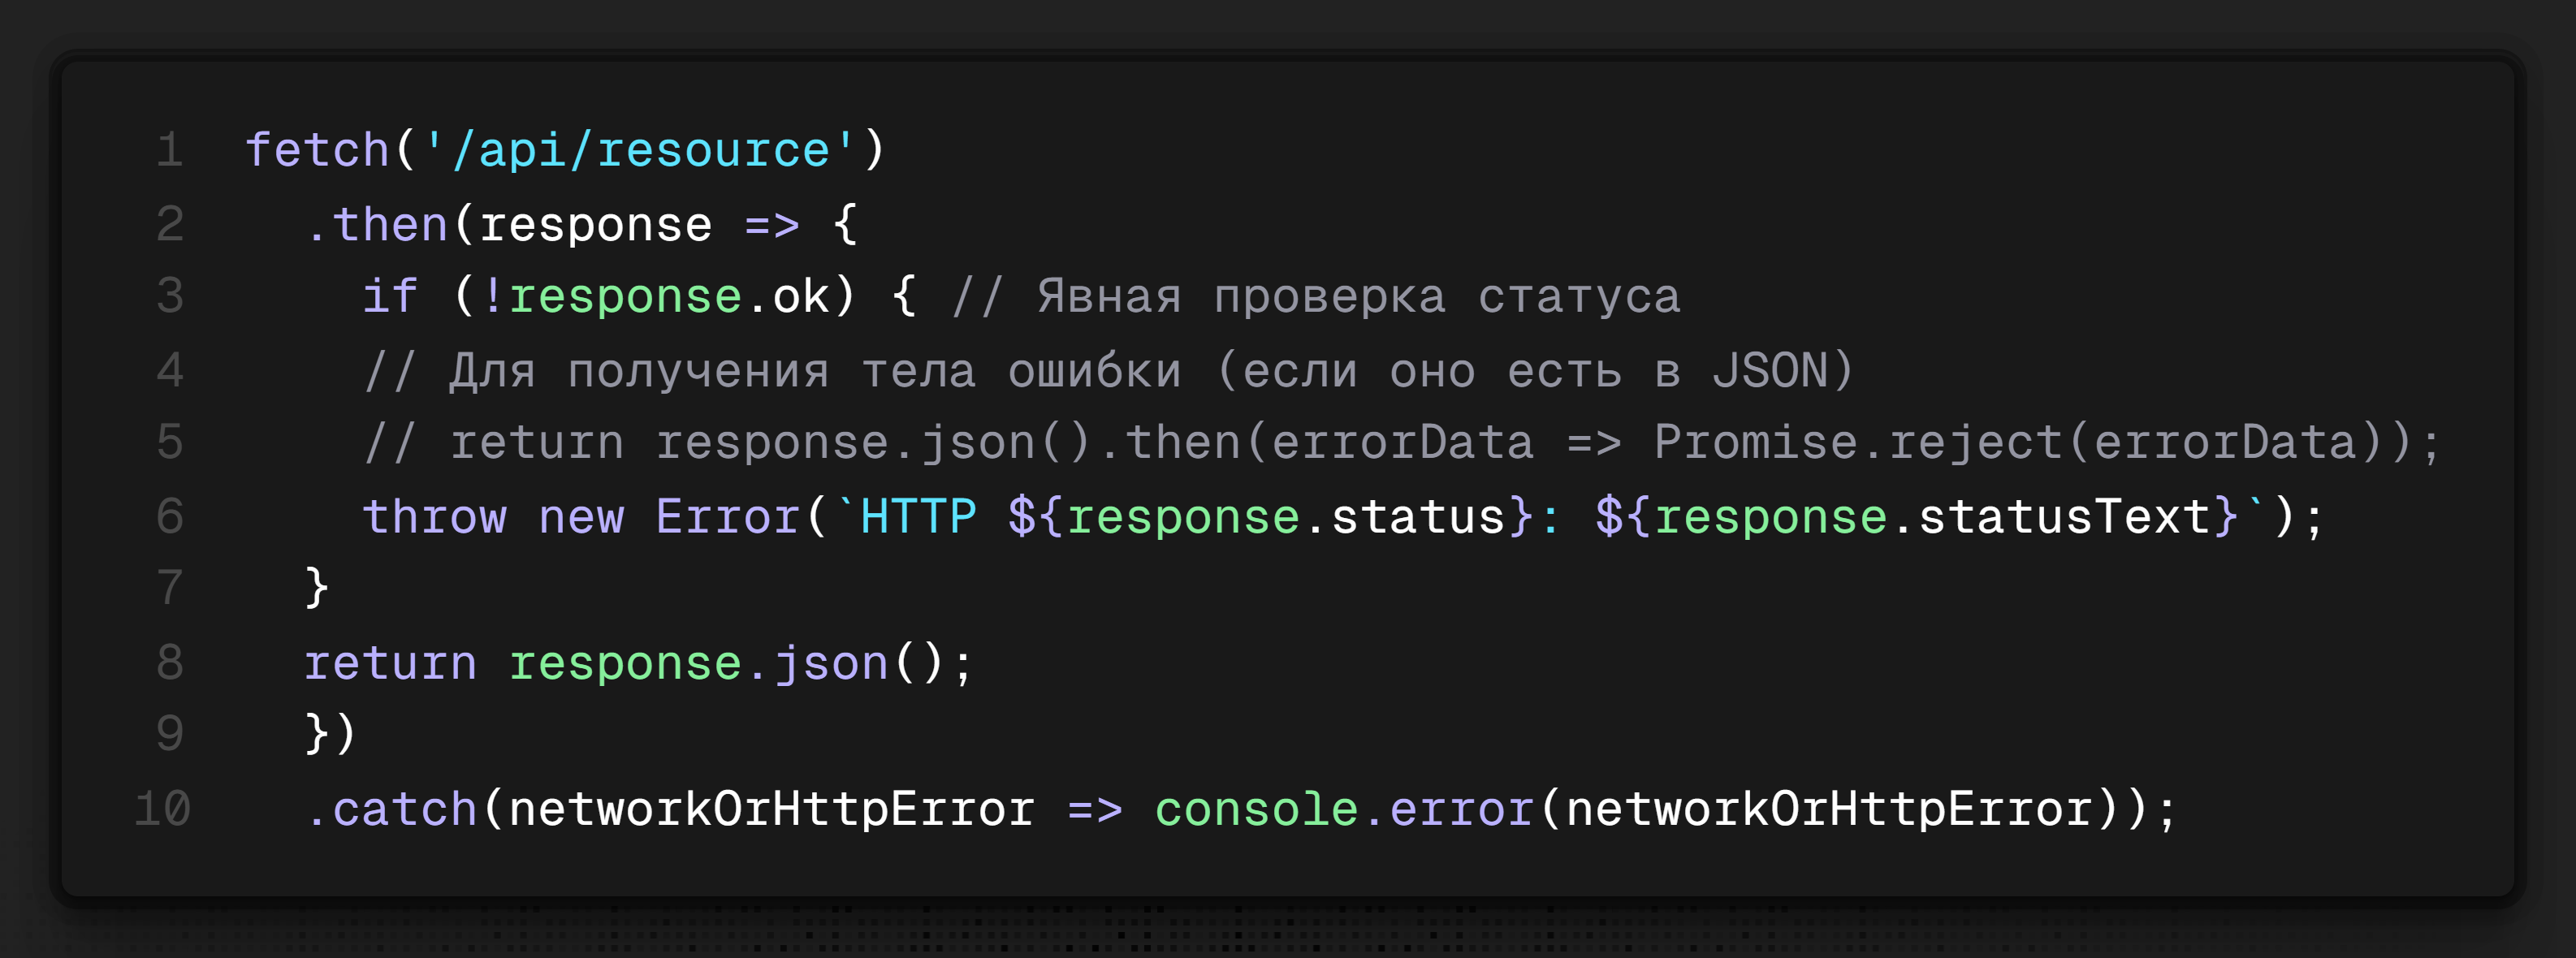 1 fetch('/api/resource')
2   .then(response => {
3     if (!response.ok) { // Явная проверка статуса
4     // Для получения тела ошибки (если оно есть в JSON)
5     // return response.json().then(errorData => Promise.reject(errorData));
6     throw new Error(`HTTP ${response.status}: ${response.statusText}`);
7   }
8   return response.json();
9   })
10   .catch(networkOrHttpError => console.error(networkOrHttpError));